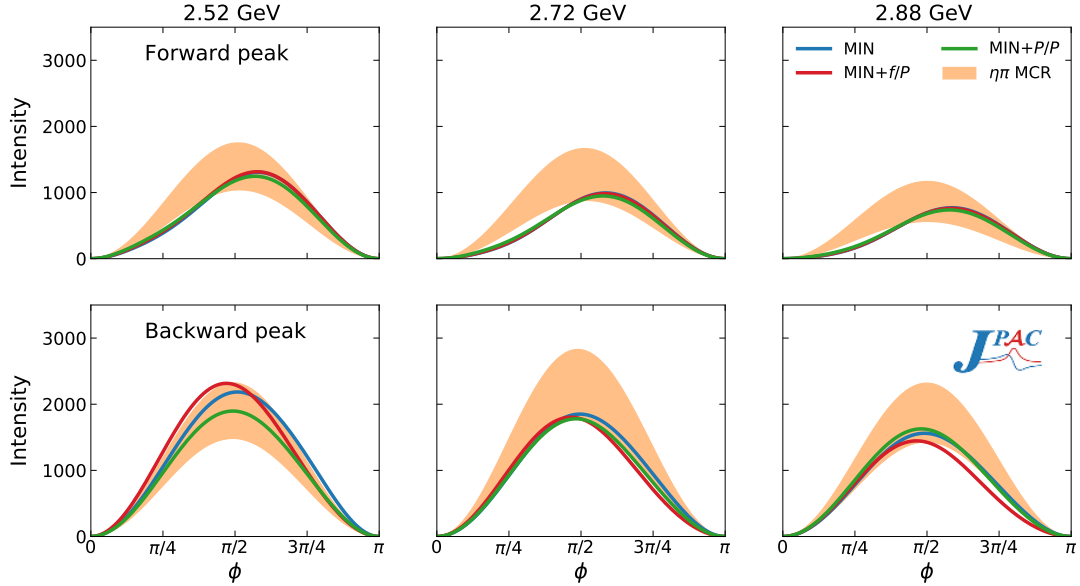 2.52 GeV 2.72 GeV 2.88 GeV
Forward peak
MIN
MIN+f/P
MIN+P/P
ηπ MCR
Intensity
3000
2000
1000
0
Backward peak
JPAC
Intensity
3000
2000
1000
0
0 π/4 π/2 3π/4 π
0 π/4 π/2 3π/4 π
0 π/4 π/2 3π/4 π
ϕ ϕ ϕ